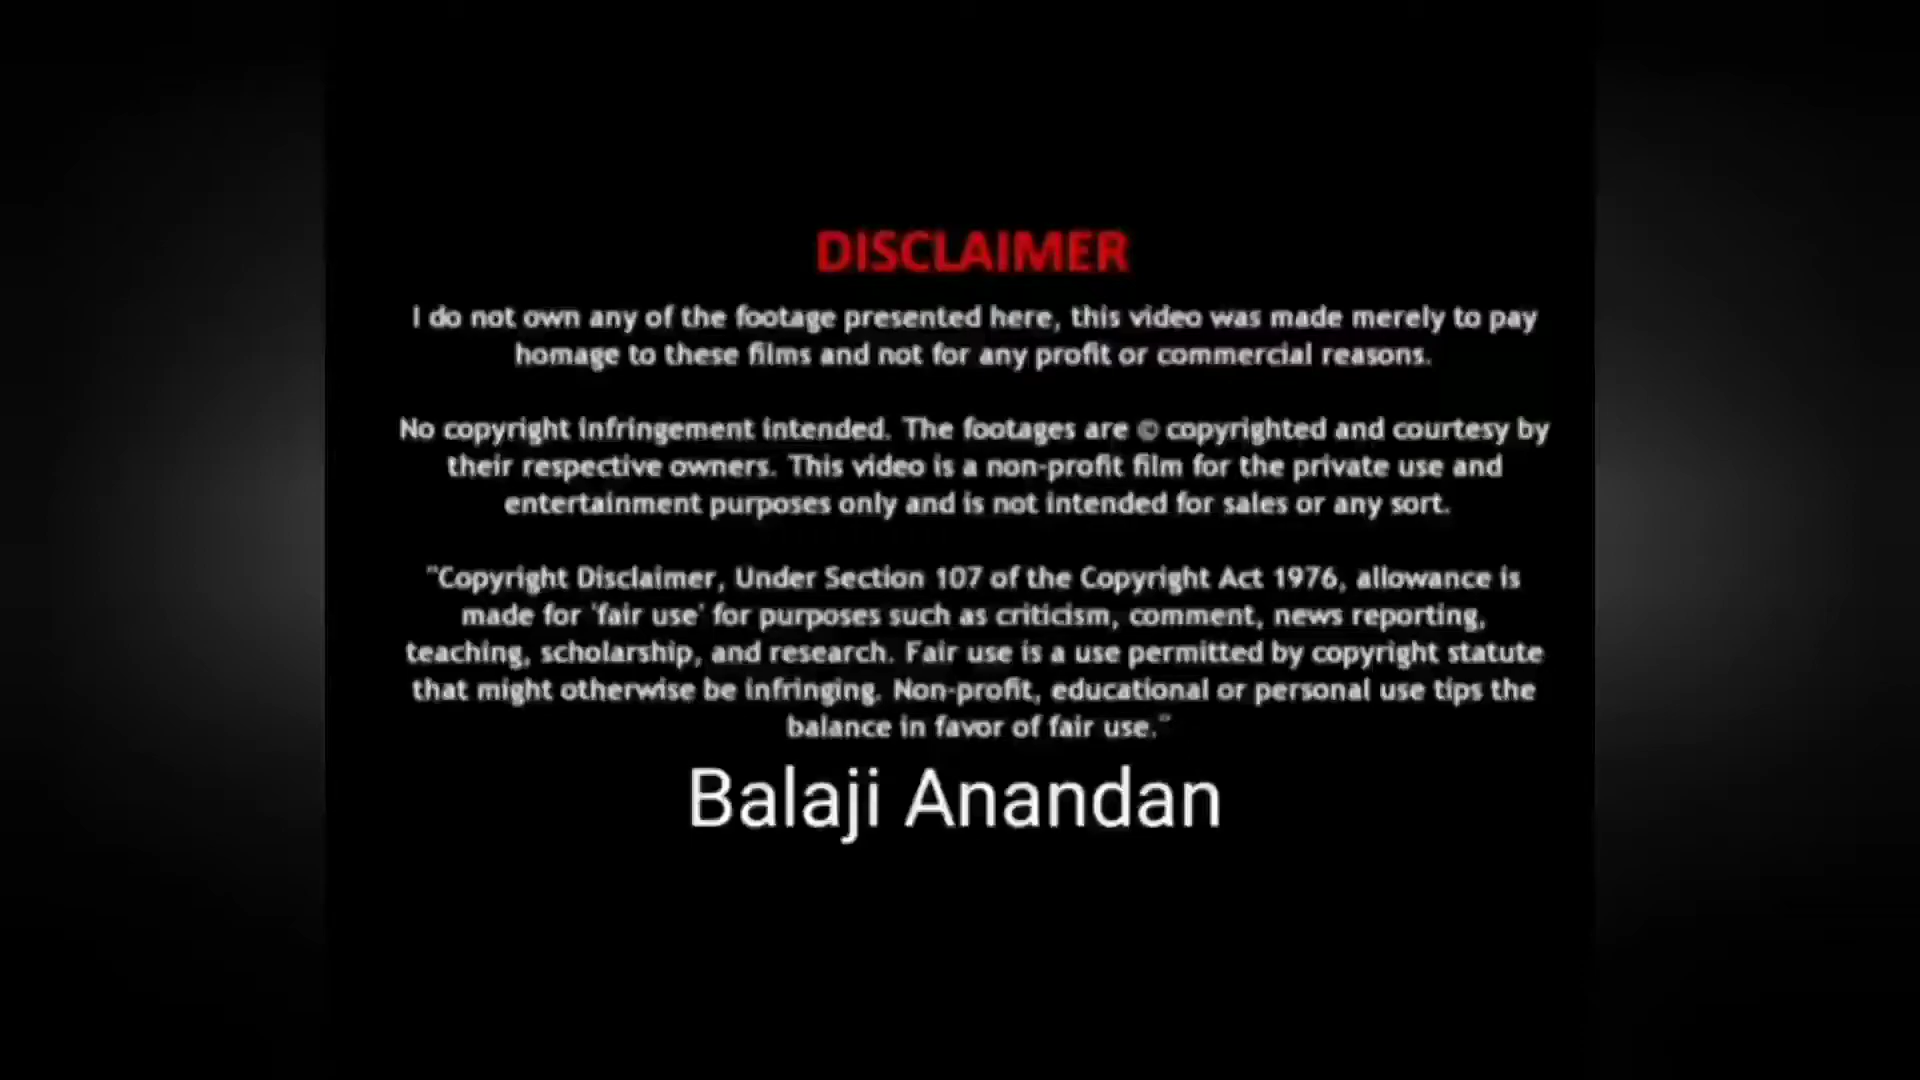 DISCLAIMER
I do not own any of the footage presented here, this video was made merely to pay
homage to these films and not for any profit or commercial reasons.
No copyright infringement intended. The footages are © copyrighted and courtesy by
their respective owners. This video is a non-profit film for the private use and
entertainment purposes only and is not intended for sales or any sort.
"Copyright Disclaimer, Under Section 107 of the Copyright Act 1976, allowance is
made for 'fair use' for purposes such as criticism, comment, news reporting,
teaching, scholarship, and research. Fair use is a use permitted by copyright statute
that might otherwise be infringing. Non-profit, educational or personal use tips the
balance in favor of fair use."
Balaji Anandan